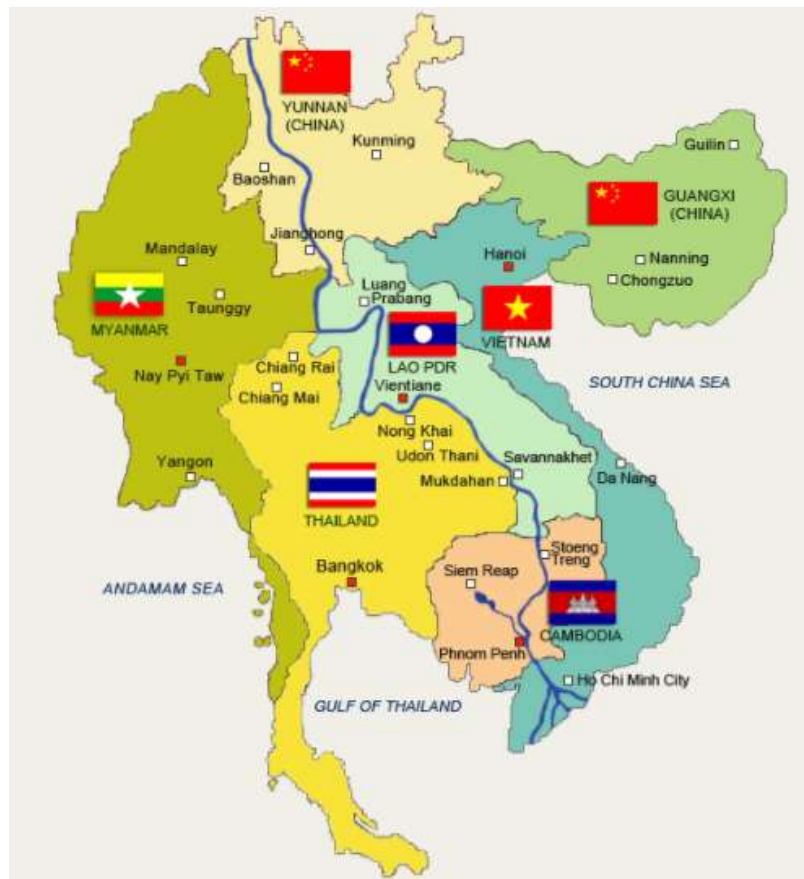 YUNNAN
(CHINA)
Kunming
Guilin
Baoshan
GUANGXI
(CHINA)
Jianghong
Mandalay
Hanoi
Nanning
Chongzuo
Luang
Prabang
Taunggy
MYANMAR
VIETNAM
LAO PDR
Chiang Rai
Nay Pyi Taw
Vientiane
SOUTH CHINA SEA
Chiang Mai
Nong Khai
Udon Thani
Yangon
Savannakhet
Mukdahan
Da Nang
THAILAND
Stoeng
Treng
Bangkok
Siem Reap
ANDAMAM SEA
CAMBODIA
Phnom Penh
Ho Chi Minh City
GULF OF THAILAND